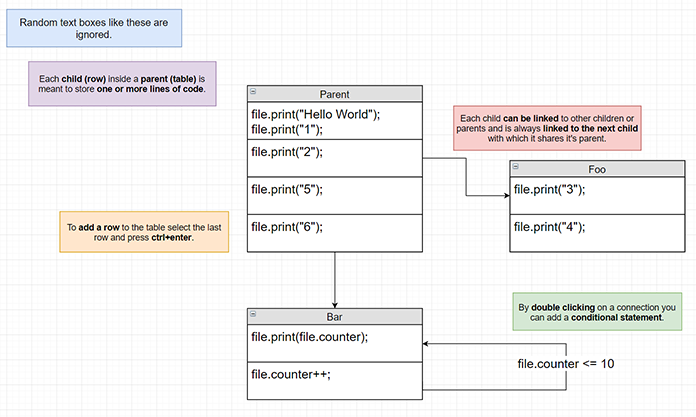 Random text boxes like these are
ignored.
Each child (row) inside a parent (table) is
meant to store one or more lines of code.
Parent
file.print("Hello World");
file.print("1");
file.print("2");
file.print("5");
file.print("6");
Each child can be linked to other children or
parents and is always linked to the next child
with which it shares it's parent.
Foo
file.print("3");
file.print("4");
To add a row to the table select the last
row and press ctrl+enter.
Bar
file.print(file.counter);
file.counter++;
By double clicking on a connection you
can add a conditional statement.
file.counter <= 10